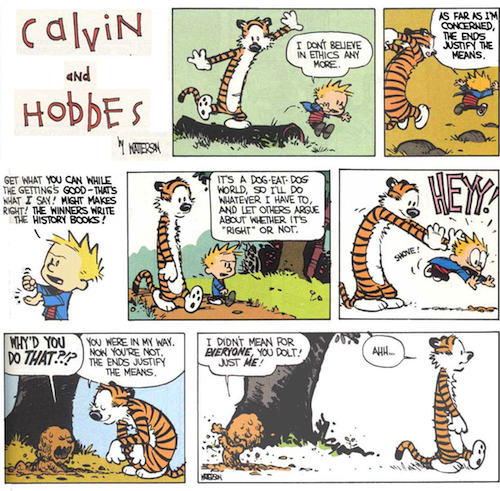 Calvin
and
HOBBES
by WATTERSON
I DON'T BELIEVE
IN ETHICS ANY
MORE.
AS FAR AS I'M
CONCERNED,
THE ENDS
JUSTIFY THE
MEANS.
GET WHAT YOU CAN WHILE
THE GETTING'S GOOD-THAT'S
WHAT I SAY! MIGHT MAKES
RIGHT! THE WINNERS WRITE
THE HISTORY BOOKS!
IT'S A DOG-EAT-DOG
WORLD, SO I'LL DO
WHATEVER I HAVE TO,
AND LET OTHERS ARGUE
ABOUT WHETHER IT'S
"RIGHT" OR NOT.
HEYY!
SHOVE!
WHY'D YOU
DO THAT?!?
YOU WERE IN MY WAY.
NOW YOU'RE NOT.
THE ENDS JUSTIFY
THE MEANS.
I DIDN'T MEAN FOR
EVERYONE, YOU DOLT!
JUST ME!
AHH...
WATTERSON